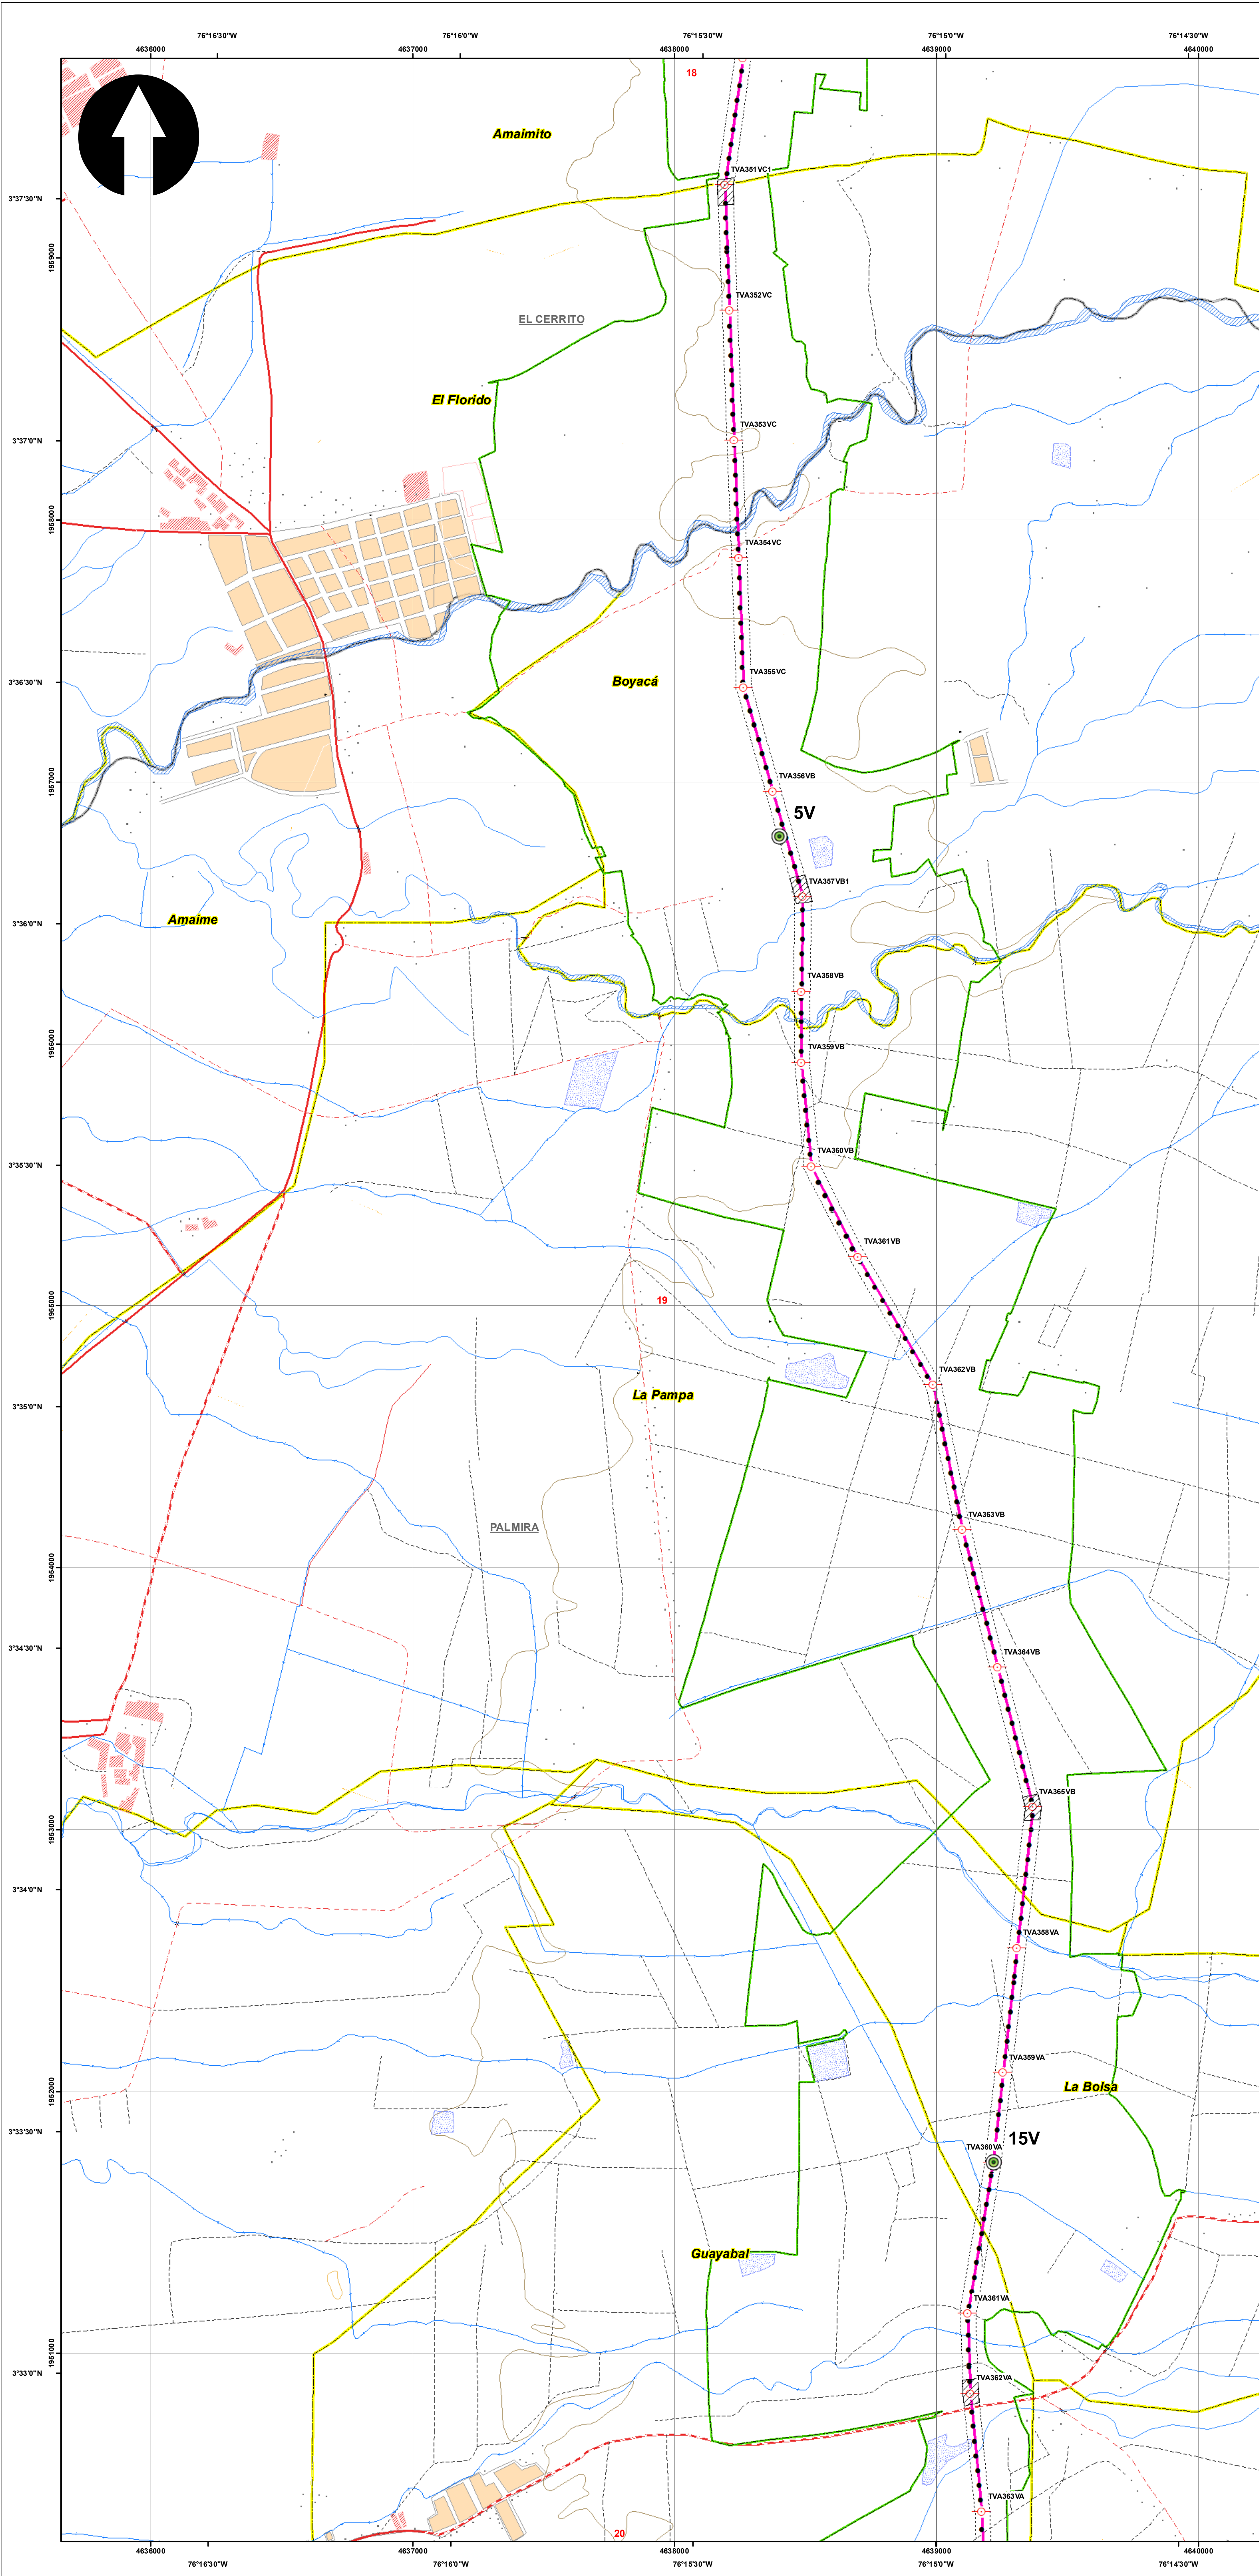 76°16'30"W 76°16'0"W 76°15'30"W 76°15'0"W 76°14'30"W
4636000 4637000 4638000 4639000 4640000
18
Amaimito
TVA351VC1
3°37'30"N
1959000
TVA352VC
EL CERRITO
El Florido
TVA353VC
3°37'0"N
1958000
TVA354VC
TVA355VC
3°36'30"N
Boyacá
TVA356VB
1957000
5V
TVA357VB1
Amaime
3°36'0"N
TVA358VB
1956000
TVA359VB
TVA360VB
3°35'30"N
TVA361VB
19
1955000
TVA362VB
La Pampa
3°35'0"N
TVA363VB
PALMIRA
1954000
3°34'30"N
TVA364VB
TVA365VB
1953000
3°34'0"N
TVA358VA
TVA359VA
La Bolsa
1952000
3°33'30"N
15V
TVA360VA
Guayabal
TVA361VA
1951000
3°33'0"N
TVA362VA
TVA363VA
20
4636000 4637000 4638000 4639000 4640000
76°16'30"W 76°16'0"W 76°15'30"W 76°15'0"W 76°14'30"W